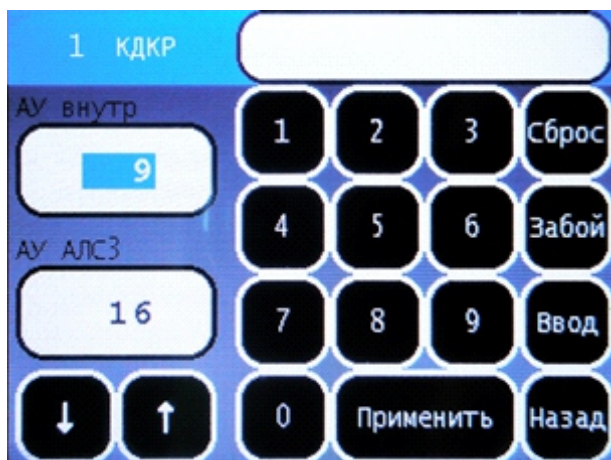 1 КДКР
АУ внутр
9
АУ АЛС3
16
↓ ↑
1 2 3 Сброс
4 5 6 Забой
7 8 9 Ввод
0 Применить Назад